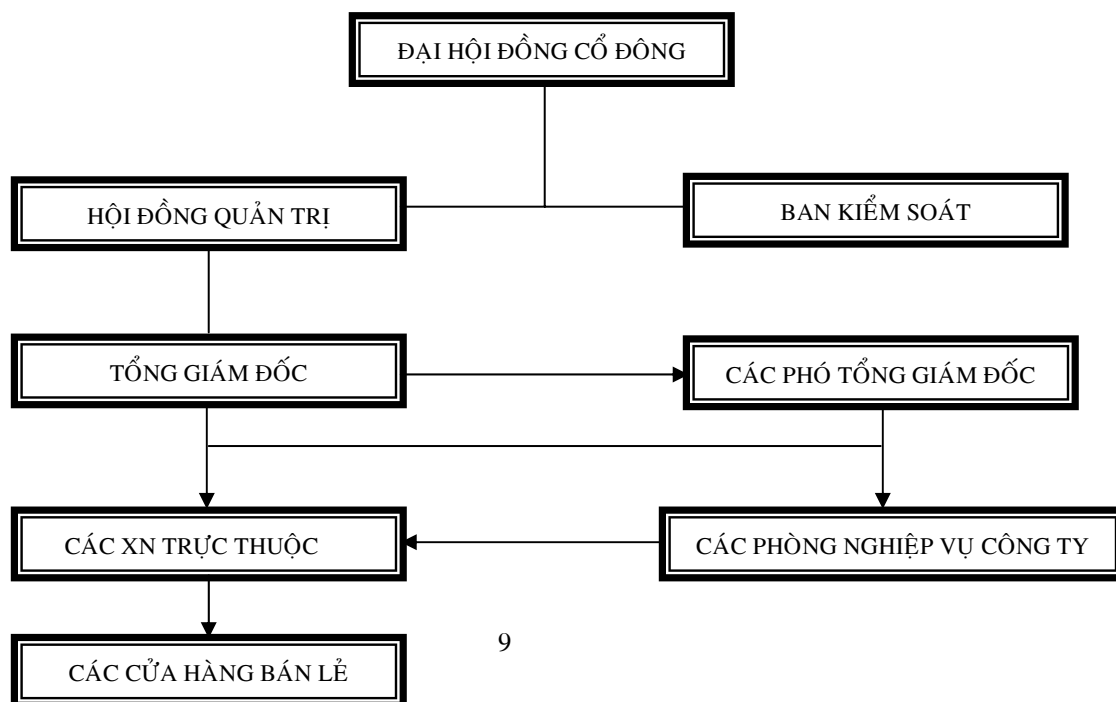 ĐẠI HỘI ĐỒNG CỔ ĐÔNG
HỘI ĐỒNG QUẢN TRỊ
BAN KIỂM SOÁT
TỔNG GIÁM ĐỐC
CÁC PHÓ TỔNG GIÁM ĐỐC
CÁC XN TRỰC THUỘC
CÁC PHÒNG NGHIỆP VỤ CÔNG TY
9
CÁC CỬA HÀNG BÁN LẺ